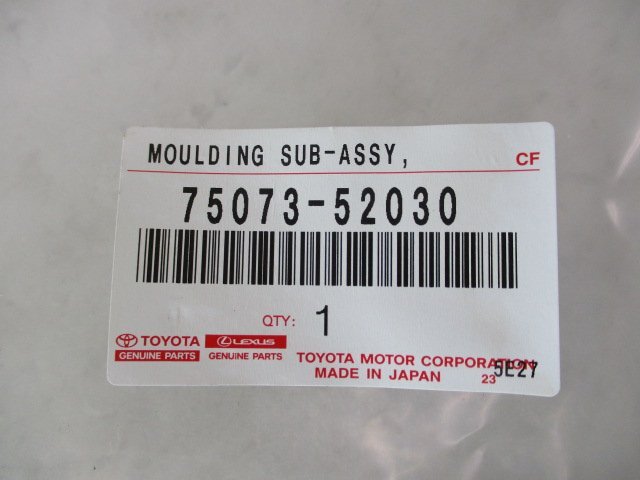 MOULDING SUB-ASSY,
CF
75073-52030
QTY: 1
TOYOTA
GENUINE PARTS
LEXUS
GENUINE PARTS
TOYOTA MOTOR CORPORATION
MADE IN JAPAN
23
5E27